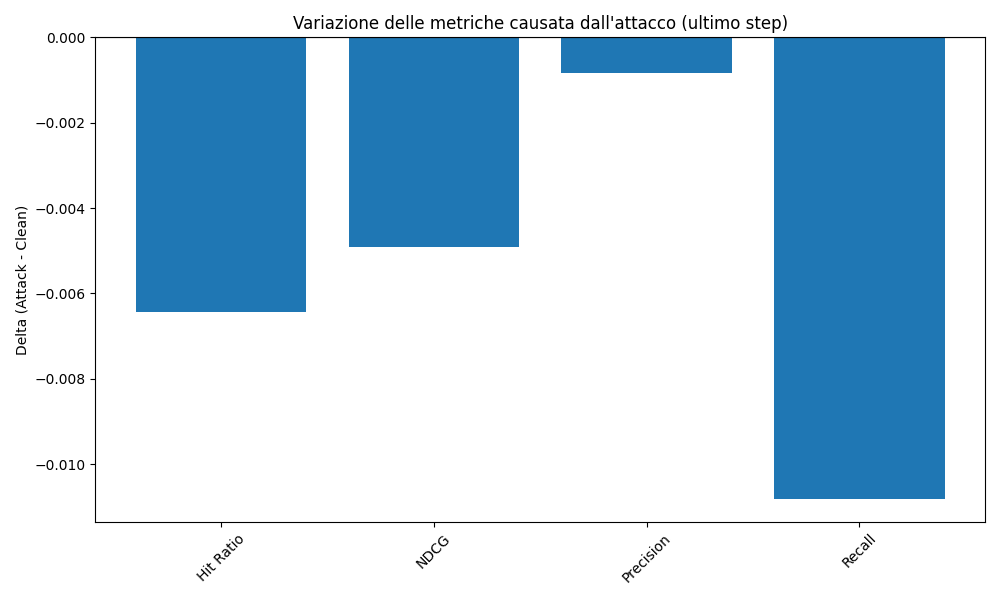 Variazione delle metriche causata dall'attacco (ultimo step)
0.000
−0.002
−0.004
−0.006
−0.008
−0.010
Delta (Attack - Clean)
Hit Ratio
NDCG
Precision
Recall